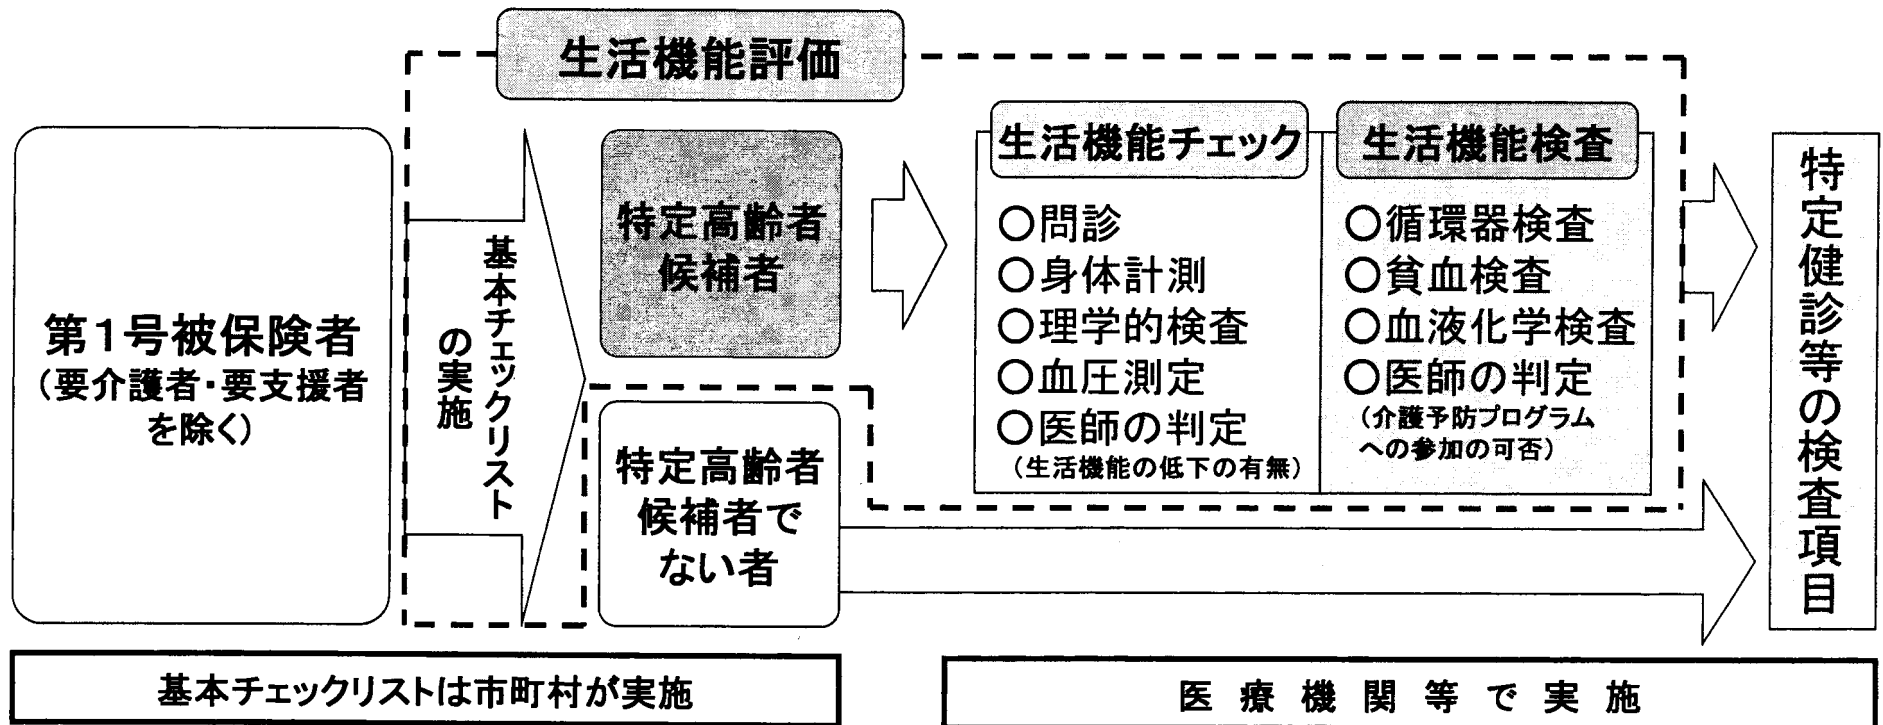 生活機能評価
第1号被保険者
(要介護者・要支援者
を除く)
基本チェックリスト
の実施
特定高齢者
候補者
特定高齢者
候補者で
ない者
生活機能チェック
○問診
○身体計測
○理学的検査
○血圧測定
○医師の判定
(生活機能の低下の有無)
生活機能検査
○循環器検査
○貧血検査
○血液化学検査
○医師の判定
(介護予防プログラム
への参加の可否)
特定健診等の検査項目
基本チェックリストは市町村が実施
医療機関等で実施